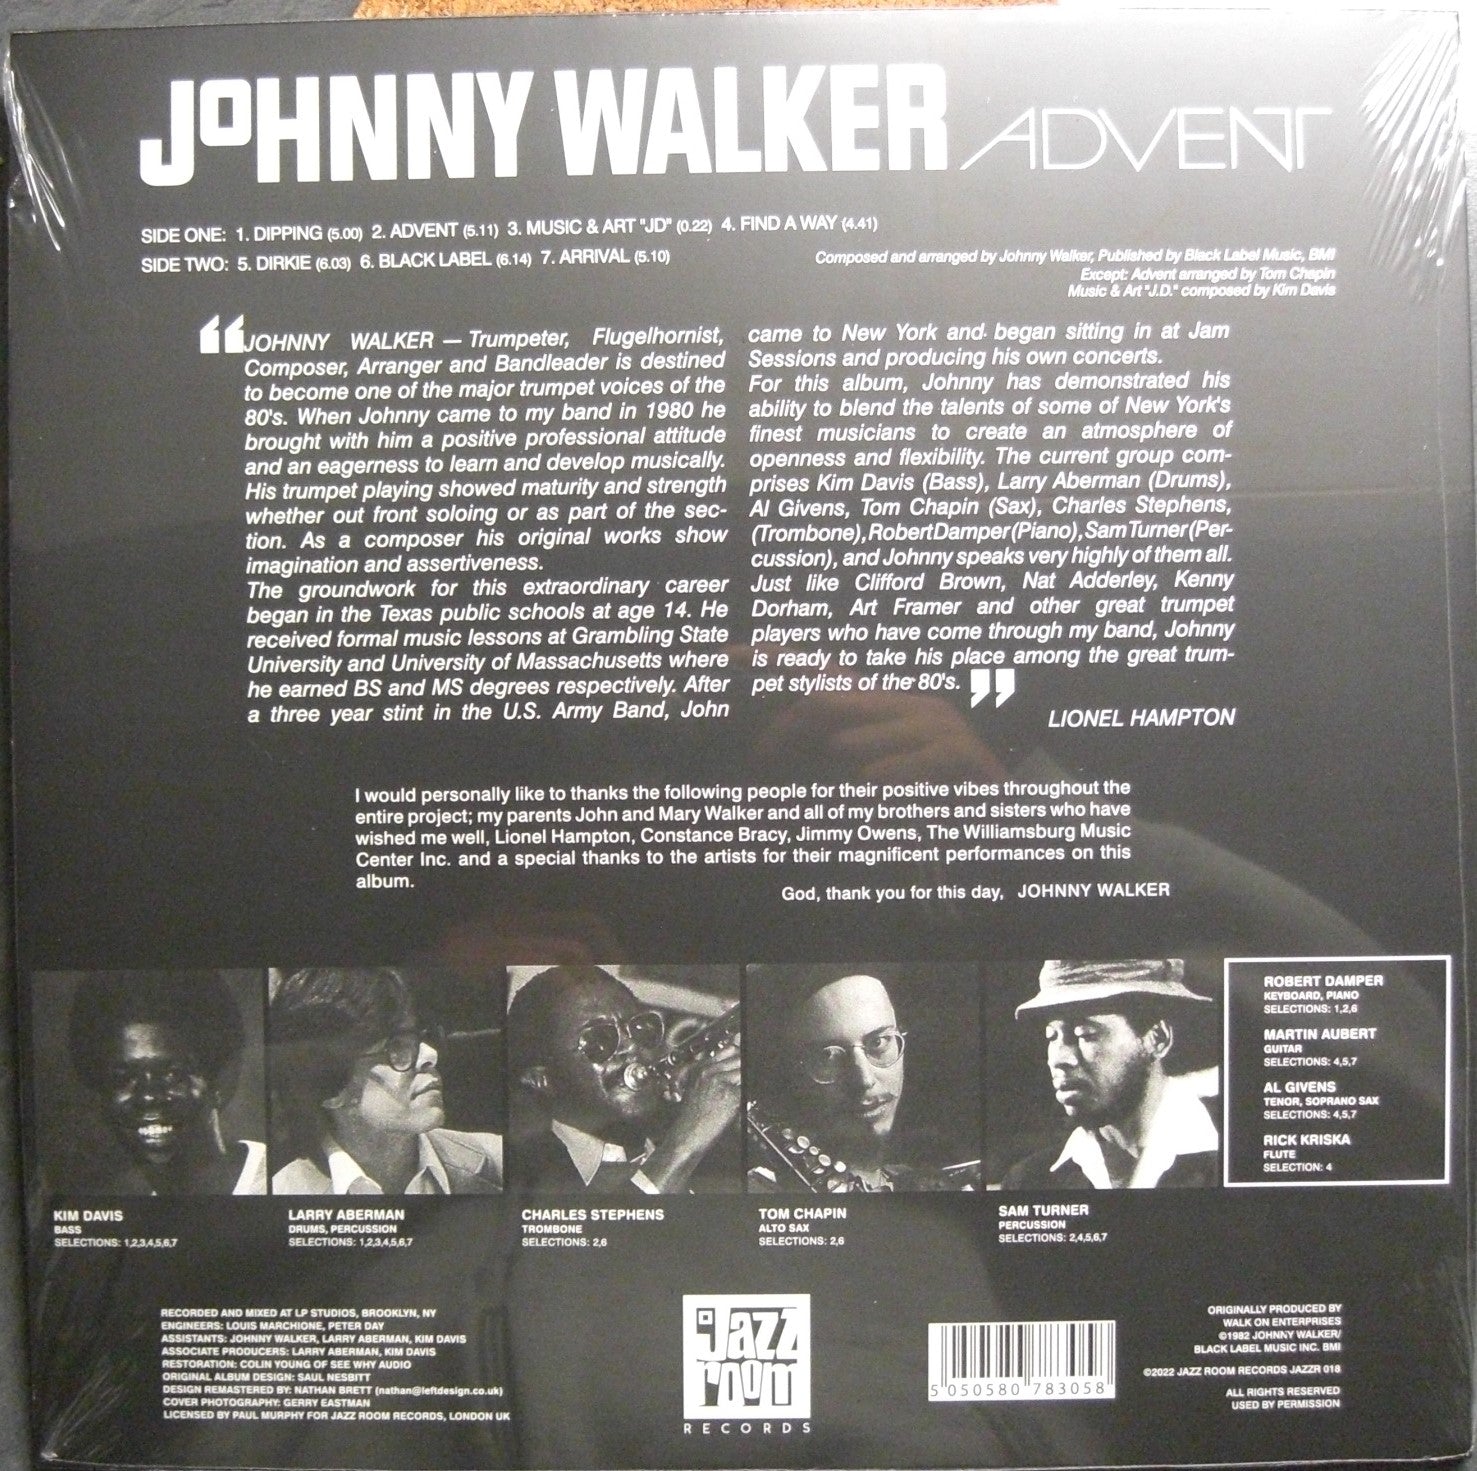 JOHNNY WALKER ADVENT
SIDE ONE: 1. DIPPING (5.00) 2. ADVENT (5.11) 3. MUSIC & ART "JD" (0.22) 4. FIND A WAY (4.41)
SIDE TWO: 5. DIRKIE (6.03) 6. BLACK LABEL (6.14) 7. ARRIVAL (5.10)
Composed and arranged by Johnny Walker, Published by Black Label Music, BMI
Except: Advent arranged by Tom Chapin
Music & Art "J.D." composed by Kim Davis
“JOHNNY WALKER — Trumpeter, Flugelhornist,
Composer, Arranger and Bandleader is destined
to become one of the major trumpet voices of the
80's. When Johnny came to my band in 1980 he
brought with him a positive professional attitude
and an eagerness to learn and develop musically.
His trumpet playing showed maturity and strength
whether out front soloing or as part of the sec-
tion. As a composer his original works show
imagination and assertiveness.
The groundwork for this extraordinary career
began in the Texas public schools at age 14. He
received formal music lessons at Grambling State
University and University of Massachusetts where
he earned BS and MS degrees respectively. After
a three year stint in the U.S. Army Band, John
came to New York and began sitting in at Jam
Sessions and producing his own concerts.
For this album, Johnny has demonstrated his
ability to blend the talents of some of New York's
finest musicians to create an atmosphere of
openness and flexibility. The current group com-
prises Kim Davis (Bass), Larry Aberman (Drums),
Al Givens, Tom Chapin (Sax), Charles Stephens,
(Trombone), Robert Damper (Piano), Sam Turner (Per-
cussion), and Johnny speaks very highly of them all.
Just like Clifford Brown, Nat Adderley, Kenny
Dorham, Art Framer and other great trumpet
players who have come through my band, Johnny
is ready to take his place among the great trum-
pet stylists of the 80's.”
LIONEL HAMPTON
I would personally like to thanks the following people for their positive vibes throughout the
entire project; my parents John and Mary Walker and all of my brothers and sisters who have
wished me well, Lionel Hampton, Constance Bracy, Jimmy Owens, The Williamsburg Music
Center Inc. and a special thanks to the artists for their magnificent performances on this
album.
God, thank you for this day, JOHNNY WALKER
KIM DAVIS
BASS
SELECTIONS: 1,2,3,4,5,6,7
LARRY ABERMAN
DRUMS, PERCUSSION
SELECTIONS: 1,2,3,4,5,6,7
CHARLES STEPHENS
TROMBONE
SELECTIONS: 2,6
TOM CHAPIN
ALTO SAX
SELECTIONS: 2,6
SAM TURNER
PERCUSSION
SELECTIONS: 2,4,5,6,7
ROBERT DAMPER
KEYBOARD, PIANO
SELECTIONS: 1,2,6
MARTIN AUBERT
GUITAR
SELECTIONS: 4,5,7
AL GIVENS
TENOR, SOPRANO SAX
SELECTIONS: 4,5,7
RICK KRISKA
FLUTE
SELECTION: 4
RECORDED AND MIXED AT LP STUDIOS, BROOKLYN, NY
ENGINEERS: LOUIS MARCHIONE, PETER DAY
ASSISTANTS: JOHNNY WALKER, LARRY ABERMAN, KIM DAVIS
ASSOCIATE PRODUCERS: LARRY ABERMAN, KIM DAVIS
RESTORATION: COLIN YOUNG OF SEE WHY AUDIO
ORIGINAL ALBUM DESIGN: SAUL NESBITT
DESIGN REMASTERED BY: NATHAN BRETT (nathan@leftdesign.co.uk)
COVER PHOTOGRAPHY: GERRY EASTMAN
LICENSED BY PAUL MURPHY FOR JAZZ ROOM RECORDS, LONDON UK
Jazz
room
RECORDS
5 050580 783058
ORIGINALLY PRODUCED BY
WALK ON ENTERPRISES
©1982 JOHNNY WALKER/
BLACK LABEL MUSIC INC. BMI
©2022 JAZZ ROOM RECORDS JAZZR 018
ALL RIGHTS RESERVED
USED BY PERMISSION